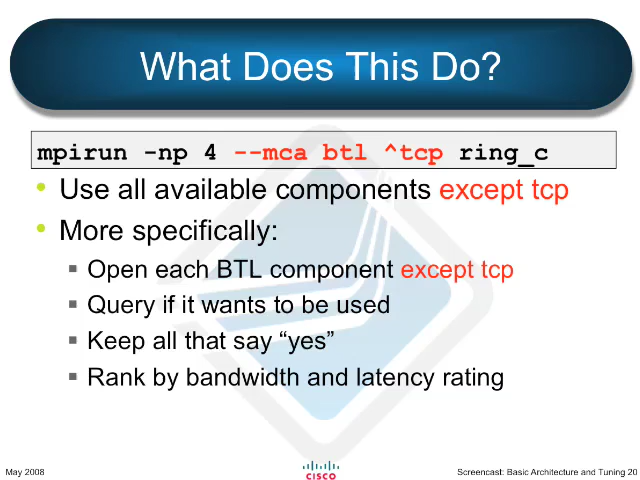 What Does This Do?
mpirun -np 4 --mca btl ^tcp ring_c
• Use all available components except tcp
• More specifically:
▪ Open each BTL component except tcp
▪ Query if it wants to be used
▪ Keep all that say “yes”
▪ Rank by bandwidth and latency rating
May 2008
CISCO
Screencast: Basic Architecture and Tuning 20